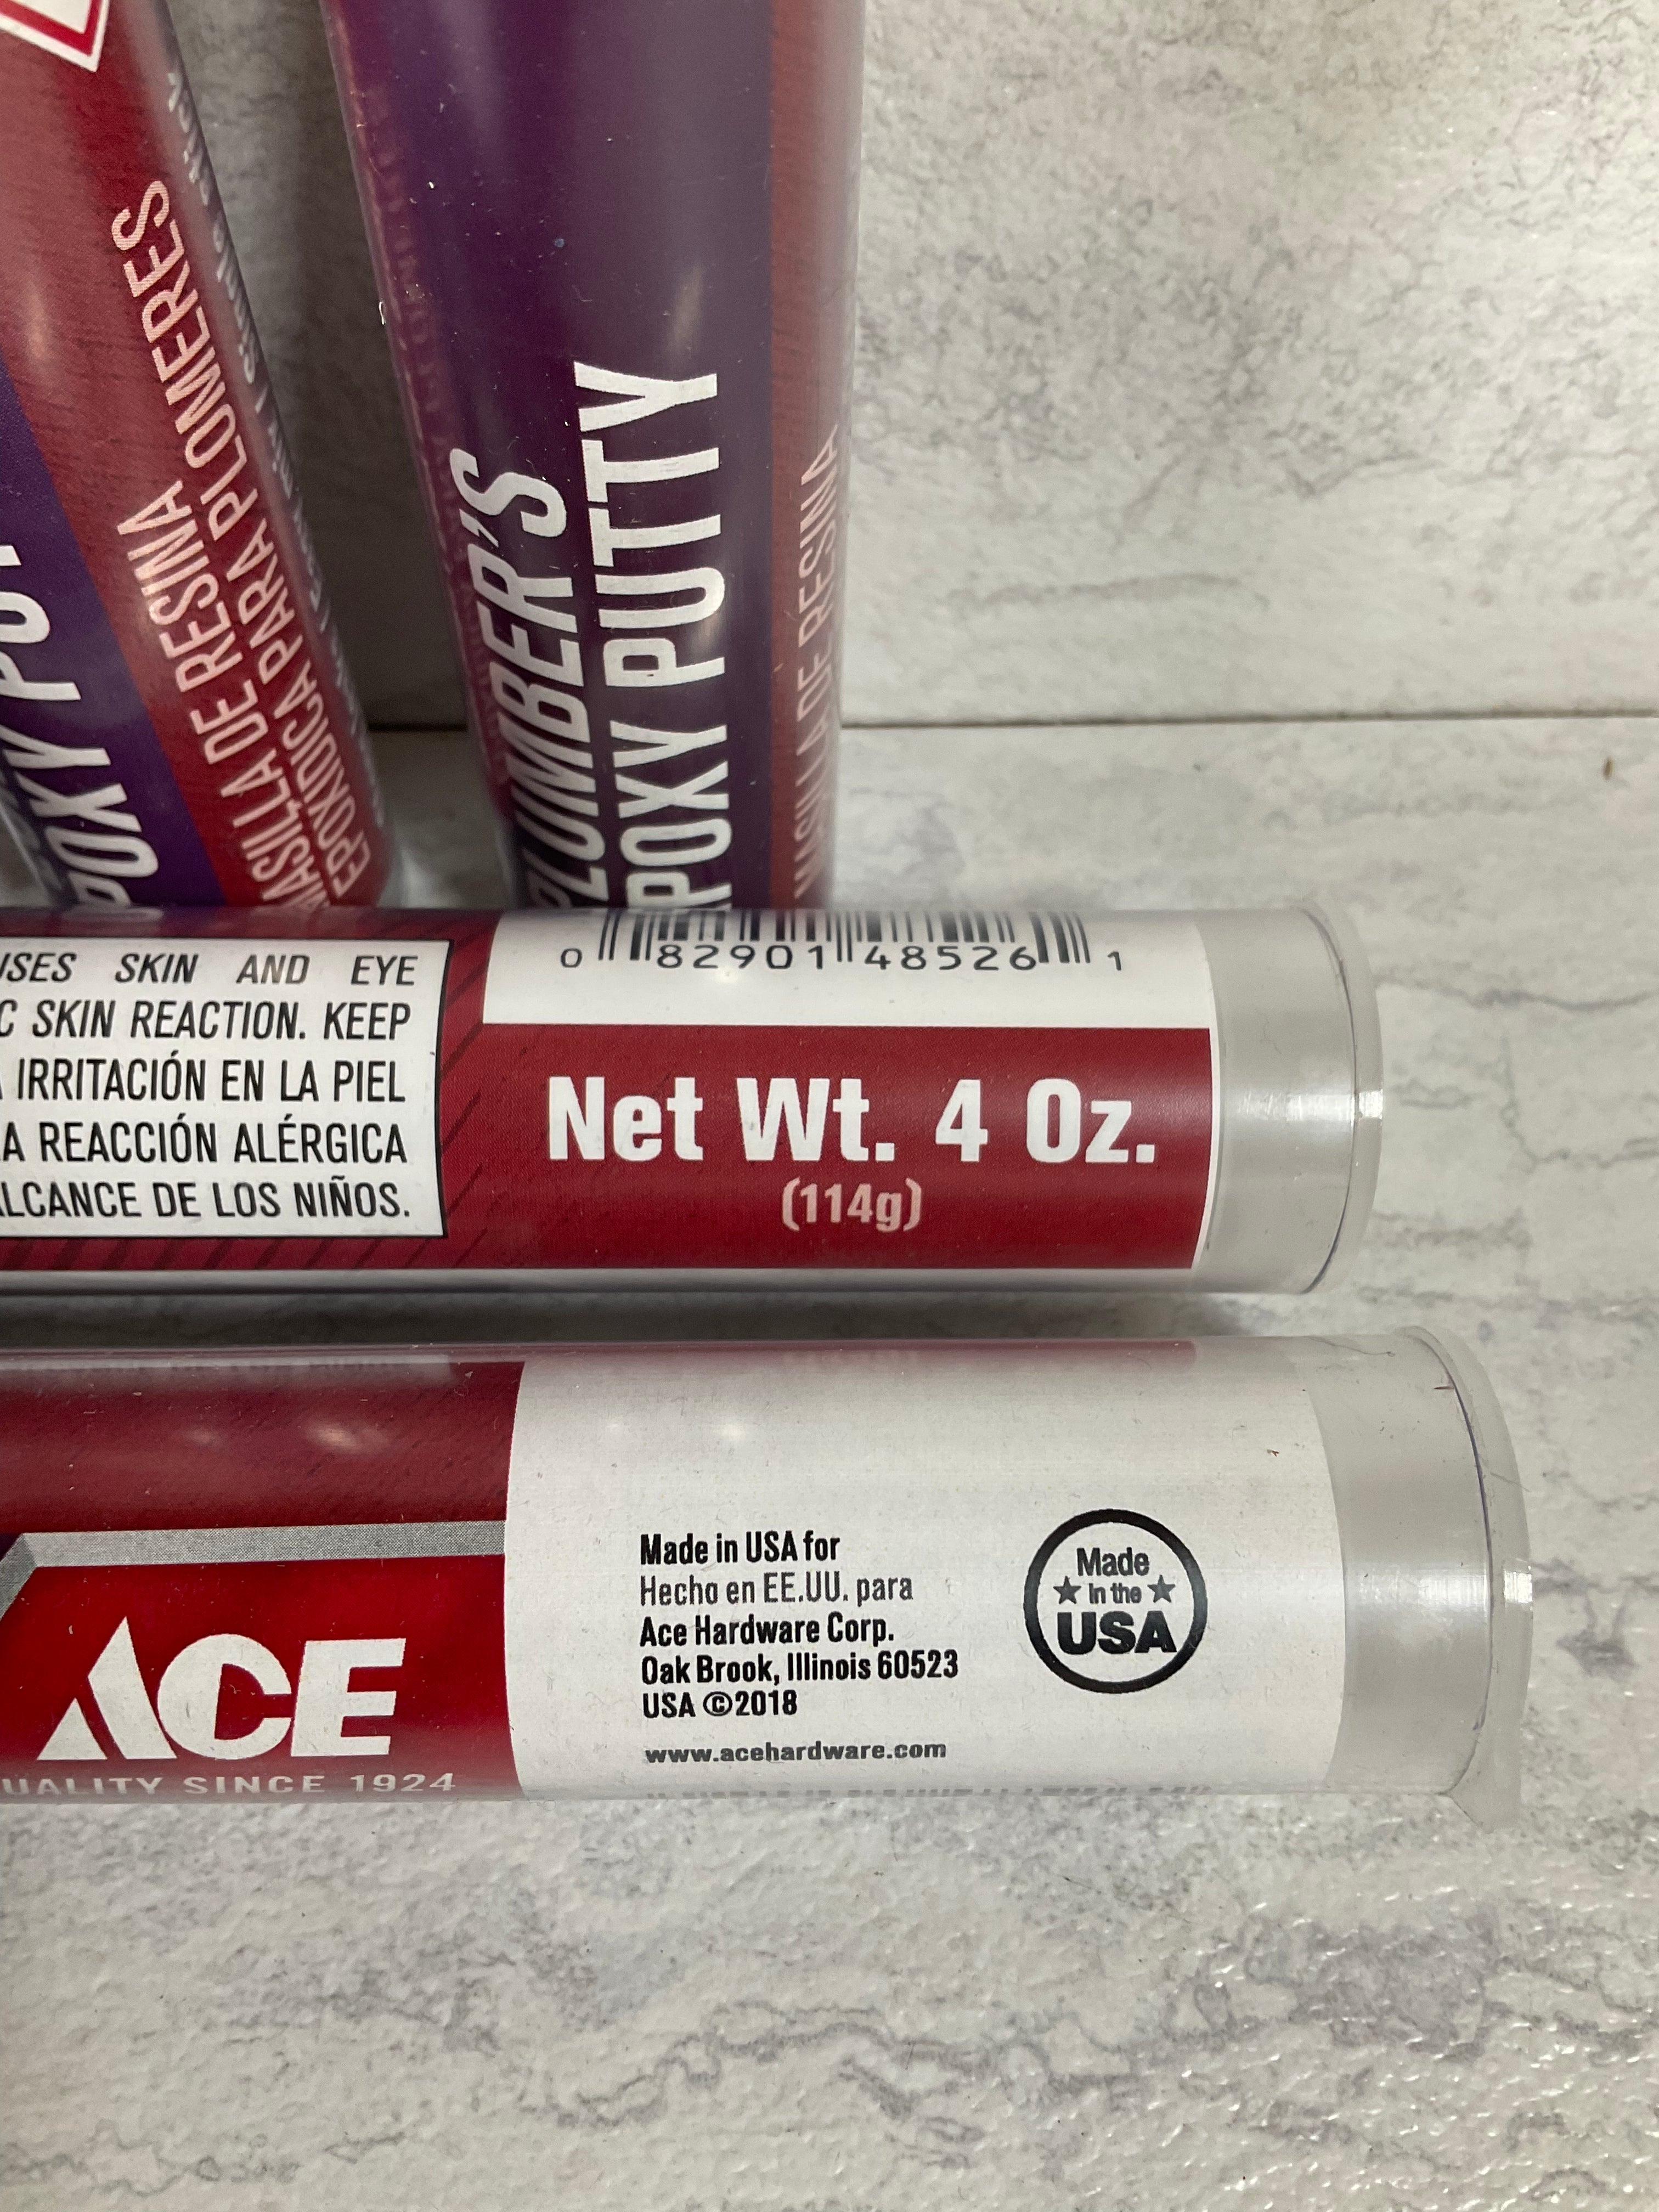 MASILLA DE RESINA
EPOXÍDICA PARA PLOMERES
PLUMBER'S
EPOXY PUTTY
MASILLA DE RESINA
SKIN AND EYE
SKIN REACTION. KEEP
IRRITACIÓN EN LA PIEL
A REACCIÓN ALÉRGICA
DE LOS NIÑOS.
0 82901 48526 1
Net Wt. 4 Oz.
(114g)
ACE
SINCE 1924
Made in USA for
Hecho en EE.UU. para
Ace Hardware Corp.
Oak Brook, Illinois 60523
USA ©2018
www.acehardware.com
Made
in the
USA